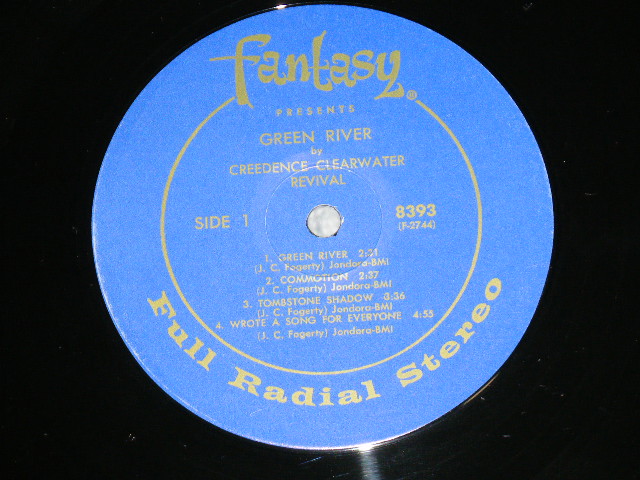 fantasy®
PRESENTS
GREEN RIVER
by
CREEDENCE CLEARWATER
REVIVAL
SIDE 1
8393
(F-2744)
1. GREEN RIVER 2:31
(J. C. Fogerty) Jondora-BMI
2. COMMOTION 2:37
(J. C. Fogerty) Jondora-BMI
3. TOMBSTONE SHADOW 3:36
(J. C. Fogerty) Jondora-BMI
4. WROTE A SONG FOR EVERYONE 4:55
(J. C. Fogerty) Jondora-BMI
Full Radial Stereo